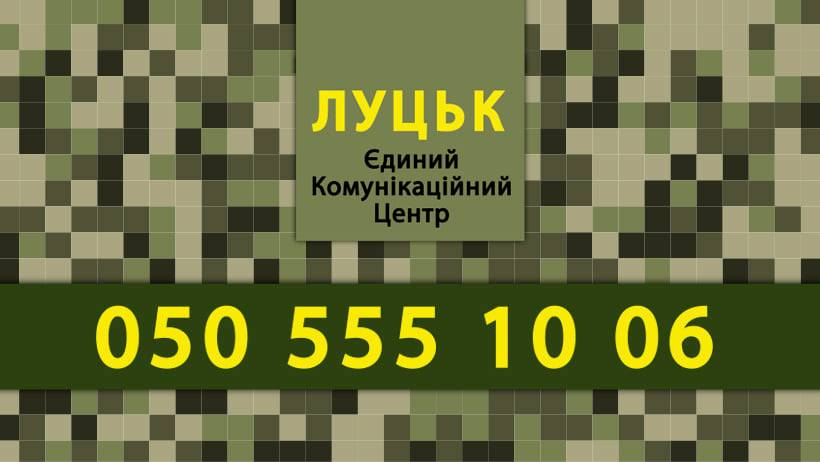 ЛУЦЬК
Єдиний
Комунікаційний
Центр
050 555 10 06